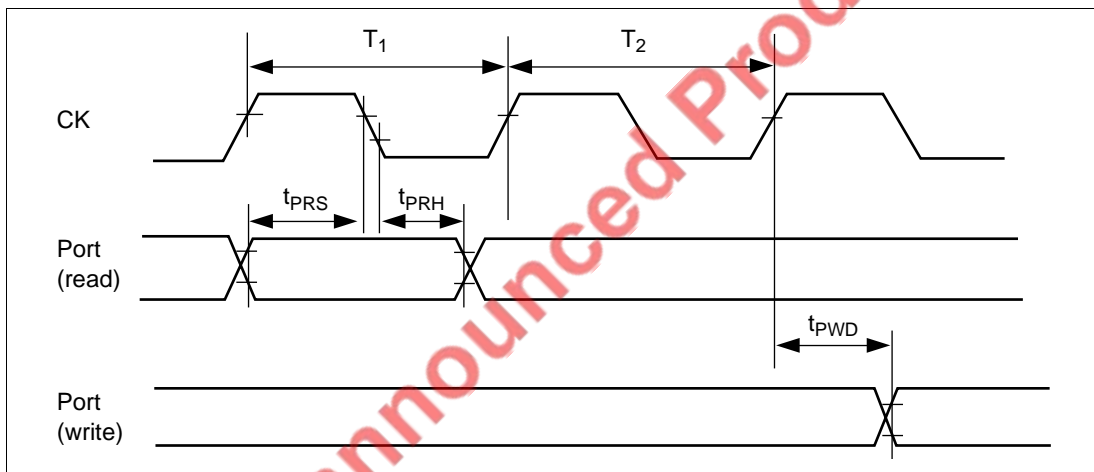 T1
T2
CK
tPRS
tPRH
Port
(read)
tPWD
Port
(write)
nnounced Prod